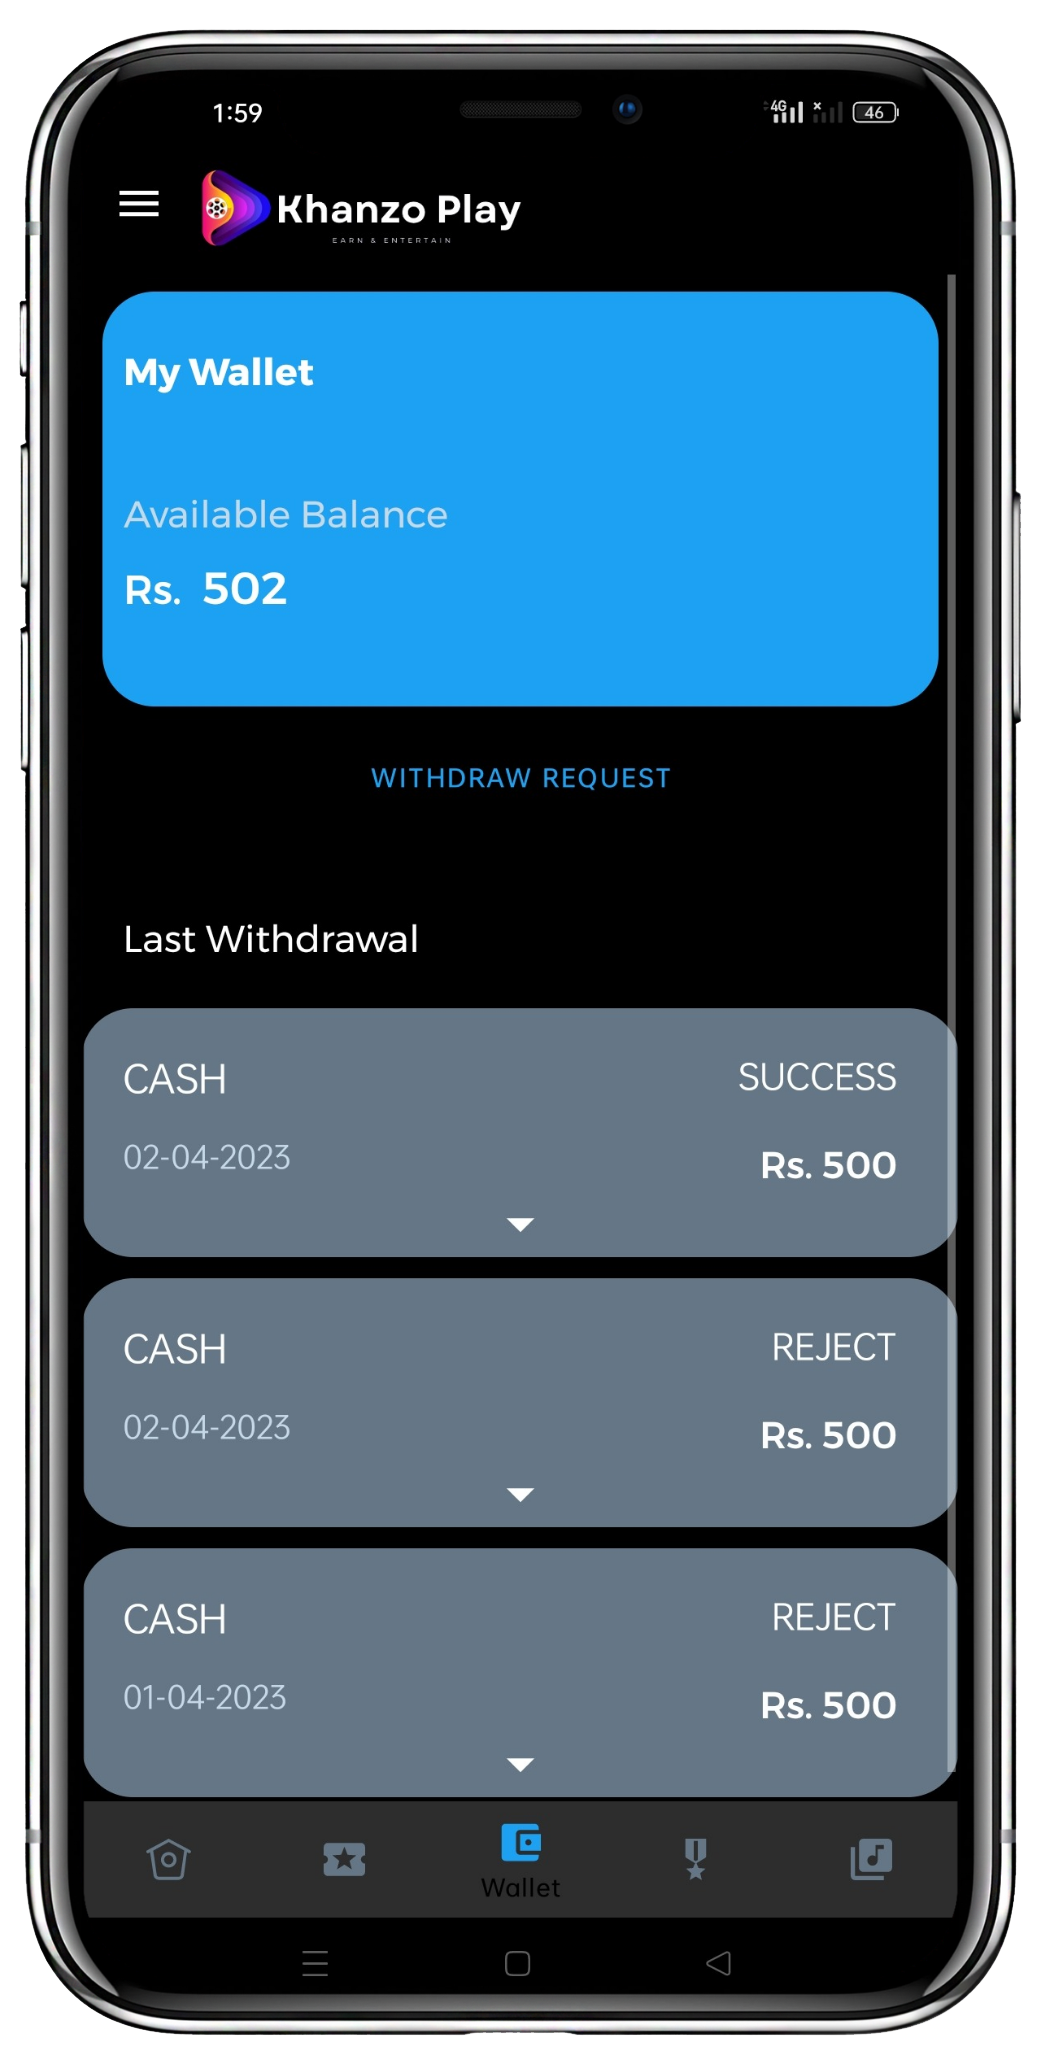 1:59
4G
46
Khanzo Play
EARN & ENTERTAIN
My Wallet
Available Balance
Rs. 502
WITHDRAW REQUEST
Last Withdrawal
CASH
SUCCESS
02-04-2023
Rs. 500
CASH
REJECT
02-04-2023
Rs. 500
CASH
REJECT
01-04-2023
Rs. 500
Wallet